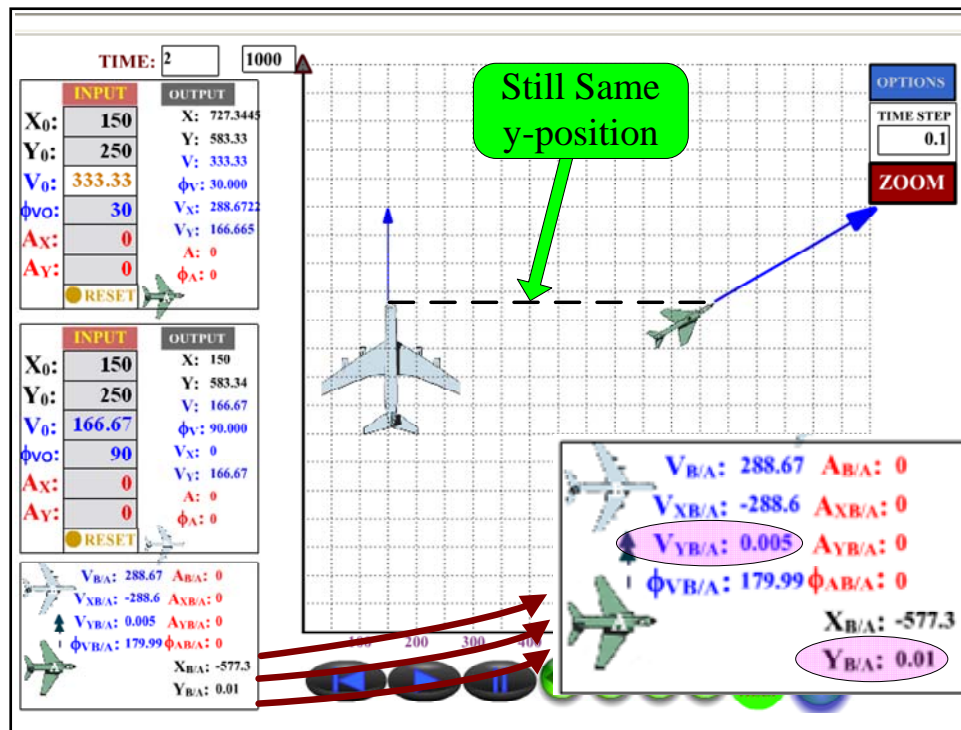 TIME: 2
1000
INPUT
OUTPUT
X0: 150
Y0: 250
V0: 333.33
ϕVO: 30
AX: 0
AY: 0
RESET
X: 727.3445
Y: 583.33
V: 333.33
ϕV: 30.000
VX: 288.6722
VY: 166.665
A: 0
ϕA: 0
INPUT
OUTPUT
X0: 150
Y0: 250
V0: 166.67
ϕVO: 90
AX: 0
AY: 0
RESET
X: 150
Y: 583.34
V: 166.67
ϕV: 90.000
VX: 0
VY: 166.67
A: 0
ϕA: 0
VB/A: 288.67 AB/A: 0
VXB/A: -288.6 AXB/A: 0
VYB/A: 0.005 AYB/A: 0
ϕVB/A: 179.99 ϕAB/A: 0
XB/A: -577.3
YB/A: 0.01
Still Same
y-position
OPTIONS
TIME STEP
0.1
ZOOM
100 200 300 400
VB/A: 288.67 AB/A: 0
VXB/A: -288.6 AXB/A: 0
VYB/A: 0.005 AYB/A: 0
ϕVB/A: 179.99 ϕAB/A: 0
XB/A: -577.3
YB/A: 0.01